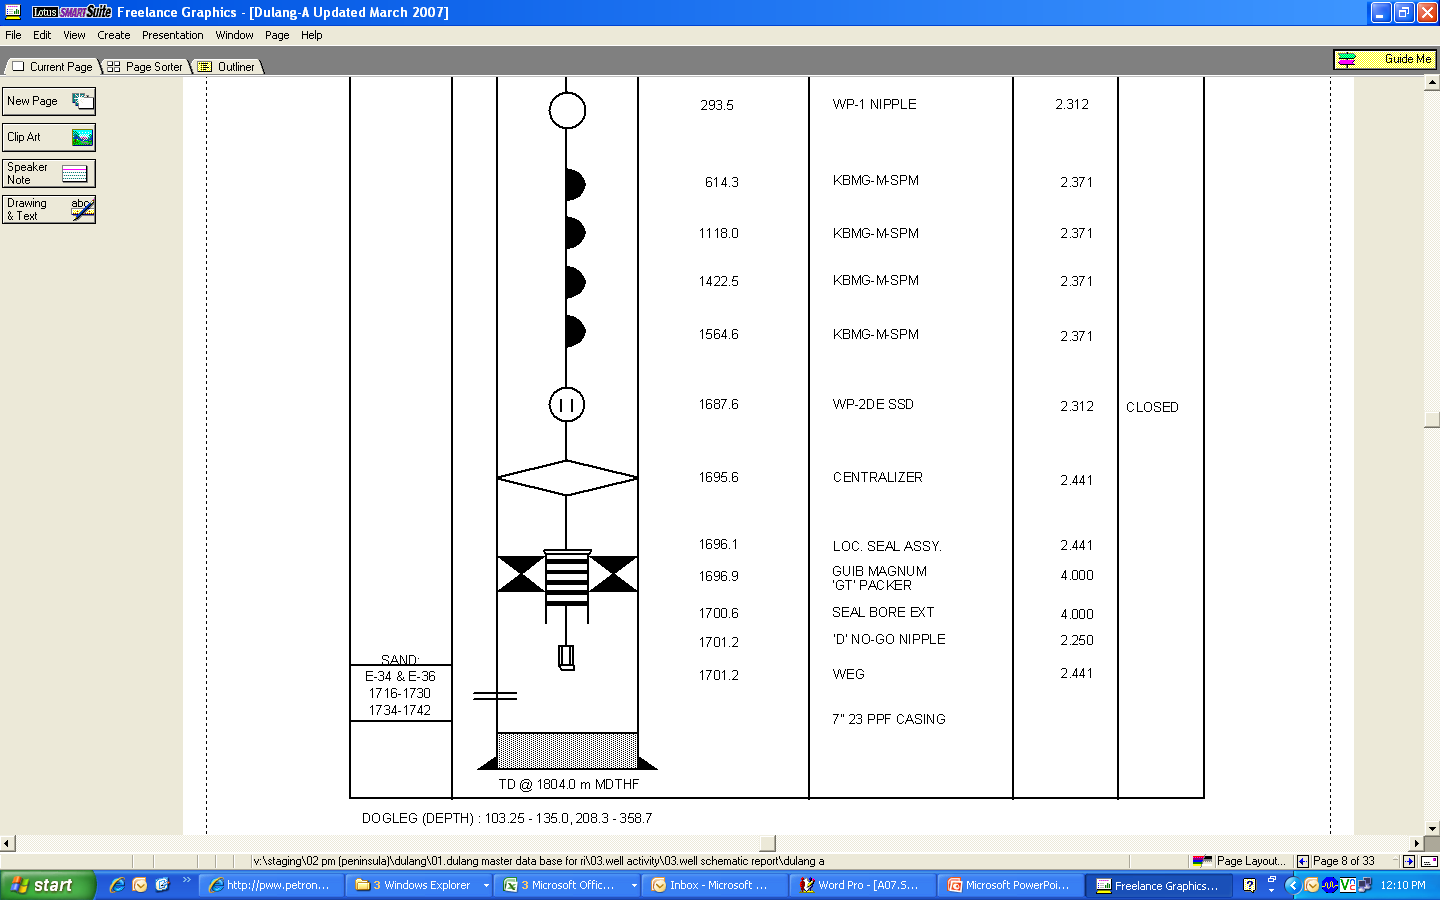 Lotus SMARTSuite Freelance Graphics - [Dulang-A Updated March 2007]
File Edit View Create Presentation Window Page Help
Current Page Page Sorter Outliner Guide Me
New Page
Clip Art
Speaker
Note
Drawing
& Text
abc
293.5 WP-1 NIPPLE 2.312
614.3 KBMG-M-SPM 2.371
1118.0 KBMG-M-SPM 2.371
1422.5 KBMG-M-SPM 2.371
1564.6 KBMG-M-SPM 2.371
1687.6 WP-2DE SSD 2.312 CLOSED
1695.6 CENTRALIZER 2.441
1696.1 LOC. SEAL ASSY. 2.441
1696.9 GUIB MAGNUM 4.000
'GT' PACKER
1700.6 SEAL BORE EXT 4.000
1701.2 'D' NO-GO NIPPLE 2.250
1701.2 WEG 2.441
SAND:
E-34 & E-36
1716-1730
1734-1742
7" 23 PPF CASING
TD @ 1804.0 m MDTHF
DOGLEG (DEPTH) : 103.25 - 135.0, 208.3 - 358.7
v:\staging\02 pm (peninsula)\dulang\01.dulang master data base for ri\03.well activity\03.well schematic report\dulang a
Page Layout... Page 8 of 33
start http://pww.petron... 3 Windows Explorer 3 Microsoft Offic... Inbox - Microsoft ... Word Pro - [A07.S... Microsoft PowerPoi... Freelance Graphics... 12:10 PM